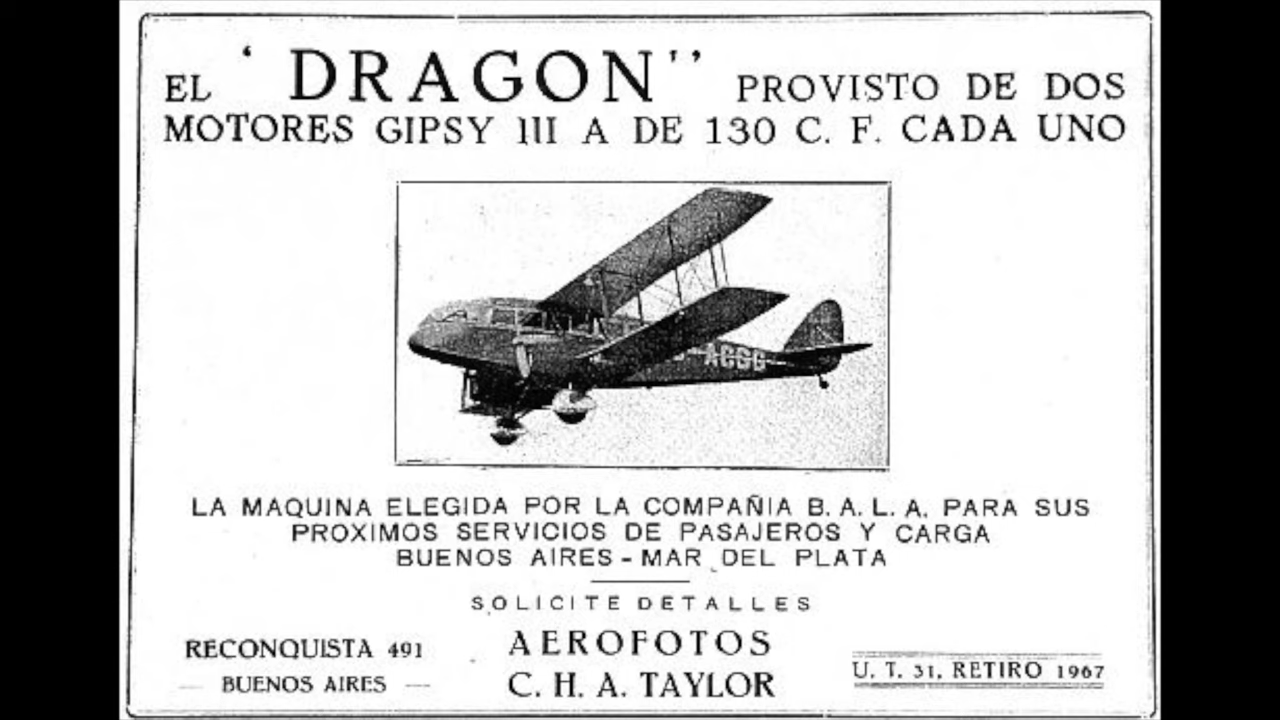 EL ‘ DRAGON’’ PROVISTO DE DOS
MOTORES GIPSY III A DE 130 C. F. CADA UNO
ACGG
LA MAQUINA ELEGIDA POR LA COMPAÑIA B. A. L. A. PARA SUS
PROXIMOS SERVICIOS DE PASAJEROS Y CARGA
BUENOS AIRES - MAR DEL PLATA
SOLICITE DETALLES
RECONQUISTA 491
BUENOS AIRES
AEROFOTOS
C. H. A. TAYLOR
U. T. 31, RETIRO 1967